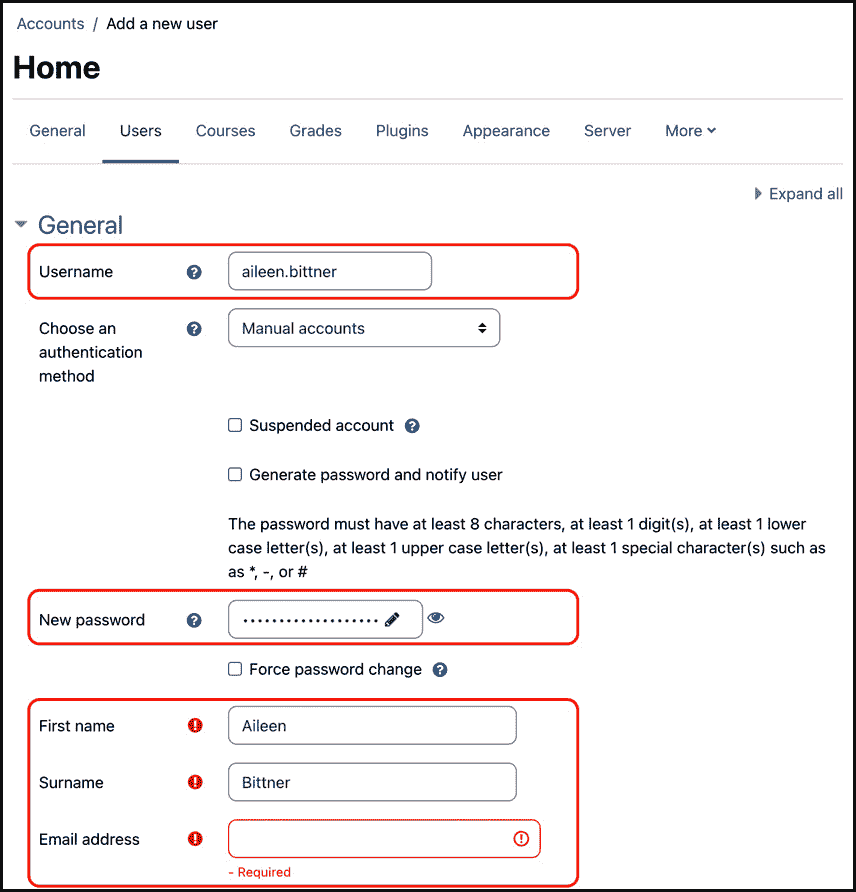 Accounts / Add a new user
Home
General Users Courses Grades Plugins Appearance Server More
Expand all
General
Username aileen.bittner
Choose an Manual accounts
authentication
method
Suspended account
Generate password and notify user
The password must have at least 8 characters, at least 1 digit(s), at least 1 lower
case letter(s), at least 1 upper case letter(s), at least 1 special character(s) such as
as *, -, or #
New password ···················
Force password change
First name Aileen
Surname Bittner
Email address
- Required